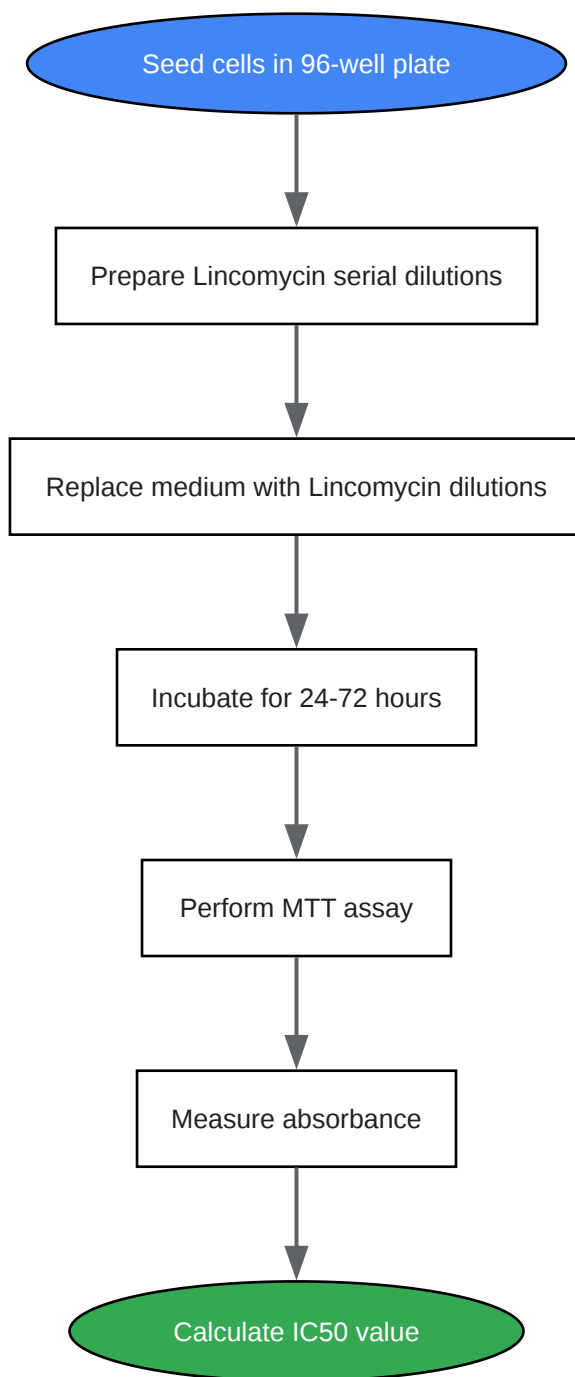 Seed cells in 96-well plate
Prepare Lincomycin serial dilutions
Replace medium with Lincomycin dilutions
Incubate for 24-72 hours
Perform MTT assay
Measure absorbance
Calculate IC50 value